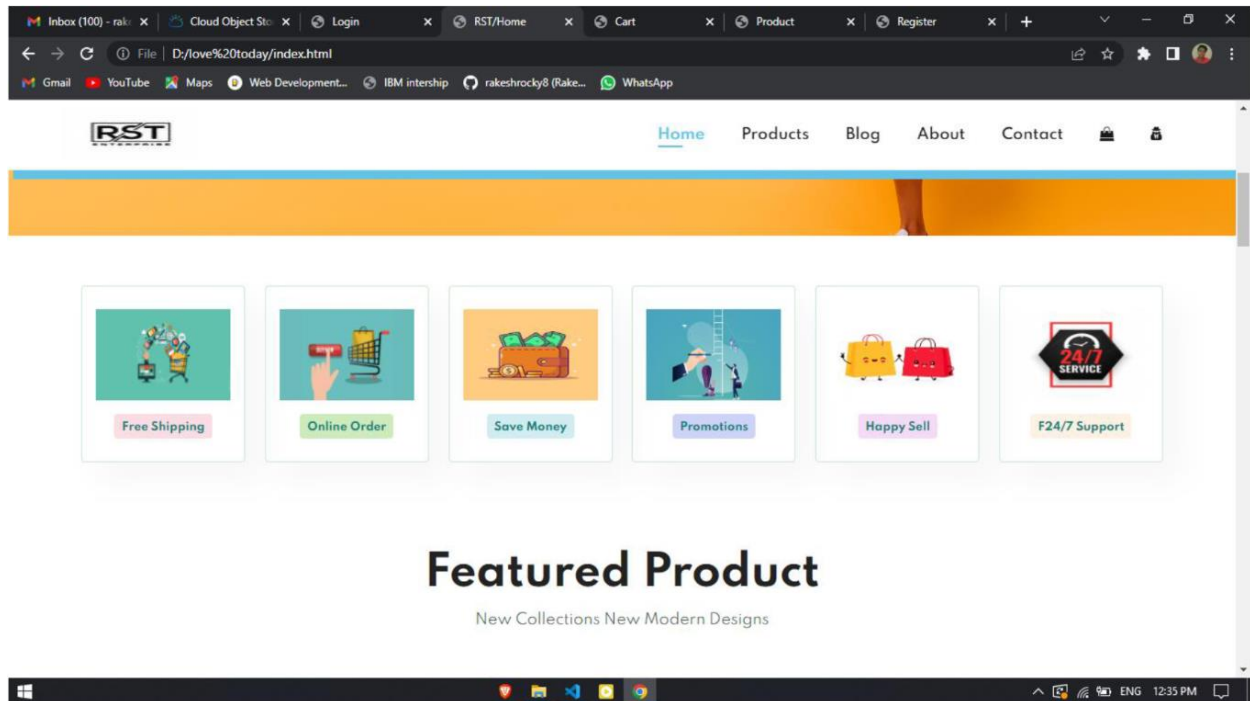 Inbox (100) - rak
Cloud Object Sto
Login
RST/Home
Cart
Product
Register
File
D:/love%20today/index.html
Gmail
YouTube
Maps
Web Development...
IBM intership
rakeshrocky8 (Rake...
WhatsApp
RST
ENTERPRISE
Home
Products
Blog
About
Contact
24/7
SERVICE
Free Shipping
Online Order
Save Money
Promotions
Happy Sell
F24/7 Support
Featured Product
New Collections New Modern Designs
ENG
12:35 PM